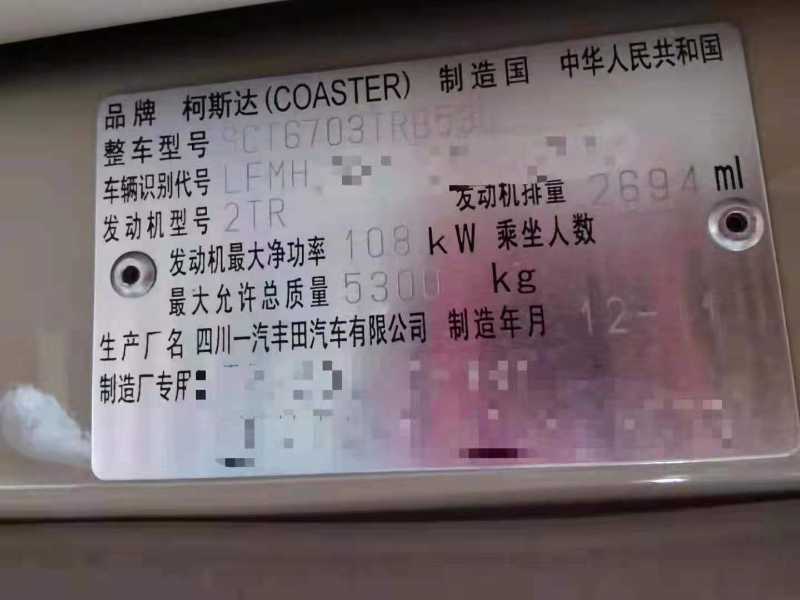 品牌 柯斯达(COASTER) 制造国 中华人民共和国
整车型号 SCT6703TRB53
车辆识别代号 LFMH
发动机型号 2TR 发动机排量 2694 ml
发动机最大净功率 108 kW 乘坐人数
最大允许总质量 5300 kg
生产厂名 四川一汽丰田汽车有限公司 制造年月 12-11
制造厂专用